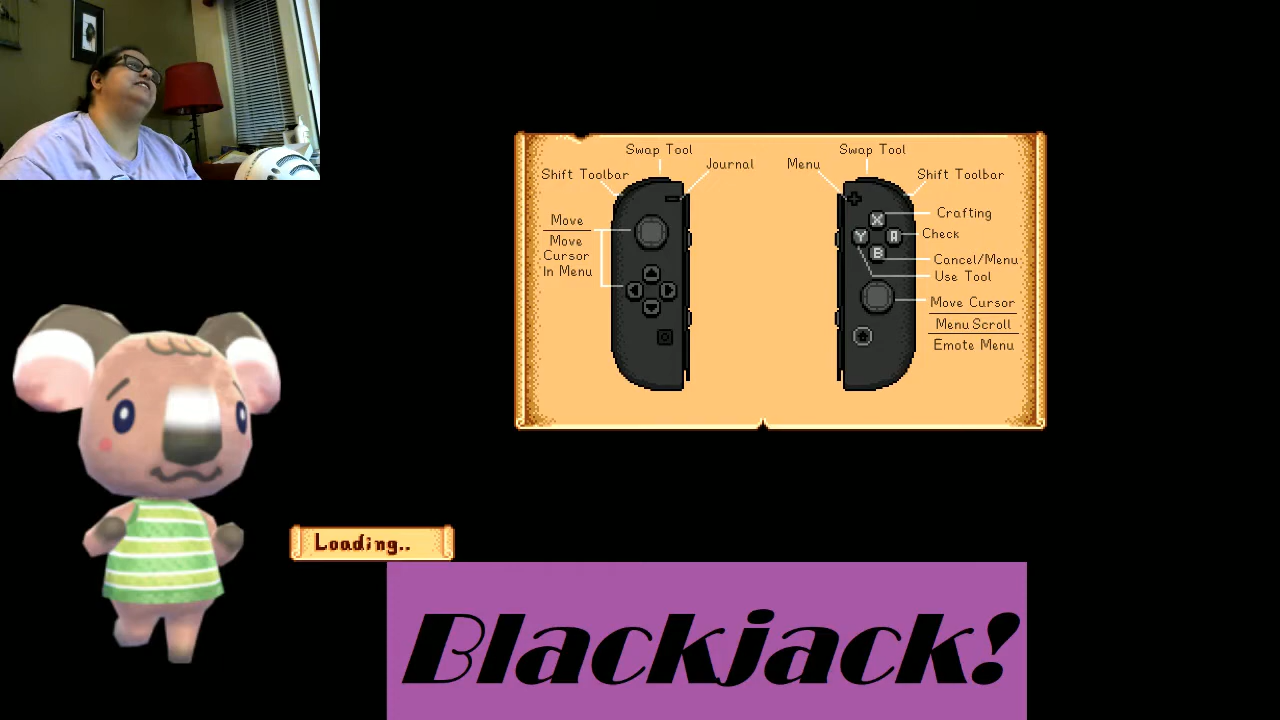 Swap Tool
Journal
Shift Toolbar
Move
Move
Cursor
In Menu
Swap Tool
Menu
Shift Toolbar
X
Crafting
Y
A
Check
B
Cancel/Menu
Use Tool
Move Cursor
Menu Scroll
Emote Menu
Loading..
Blackjack!